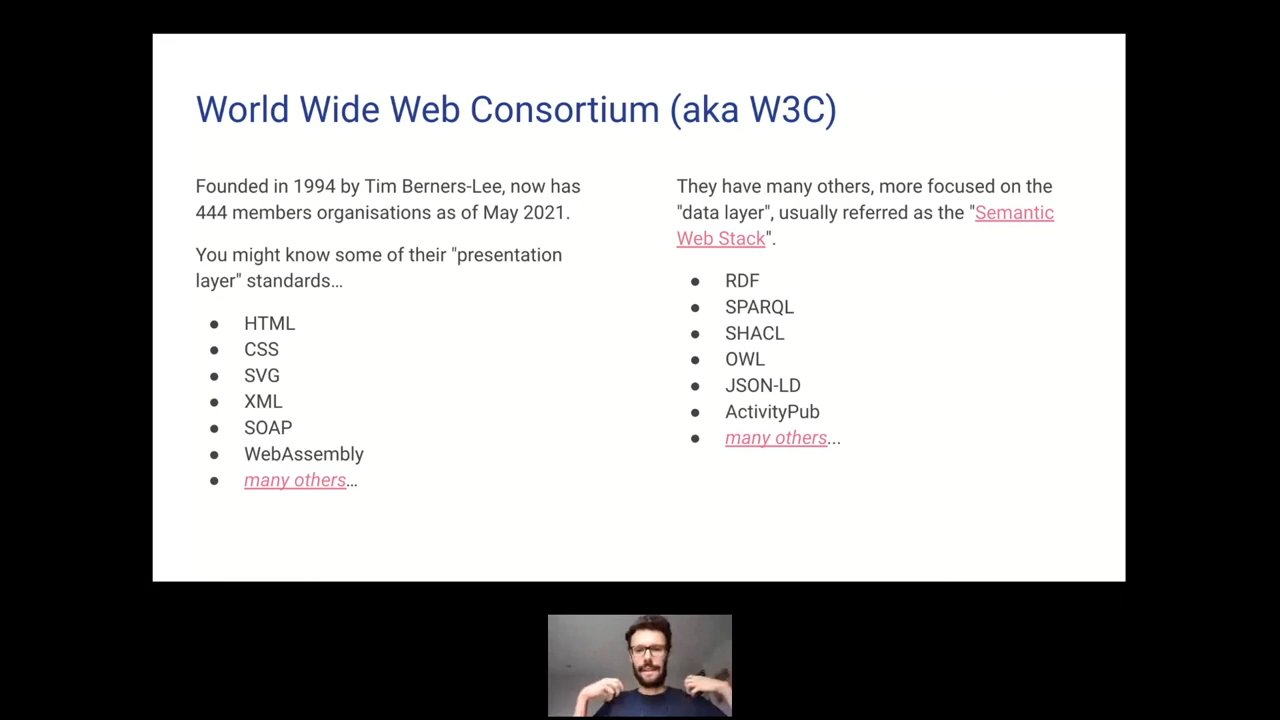 World Wide Web Consortium (aka W3C)
Founded in 1994 by Tim Berners-Lee, now has
444 members organisations as of May 2021.
You might know some of their "presentation
layer" standards…
● HTML
● CSS
● SVG
● XML
● SOAP
● WebAssembly
● many others…
They have many others, more focused on the
"data layer", usually referred as the "Semantic
Web Stack".
● RDF
● SPARQL
● SHACL
● OWL
● JSON-LD
● ActivityPub
● many others...